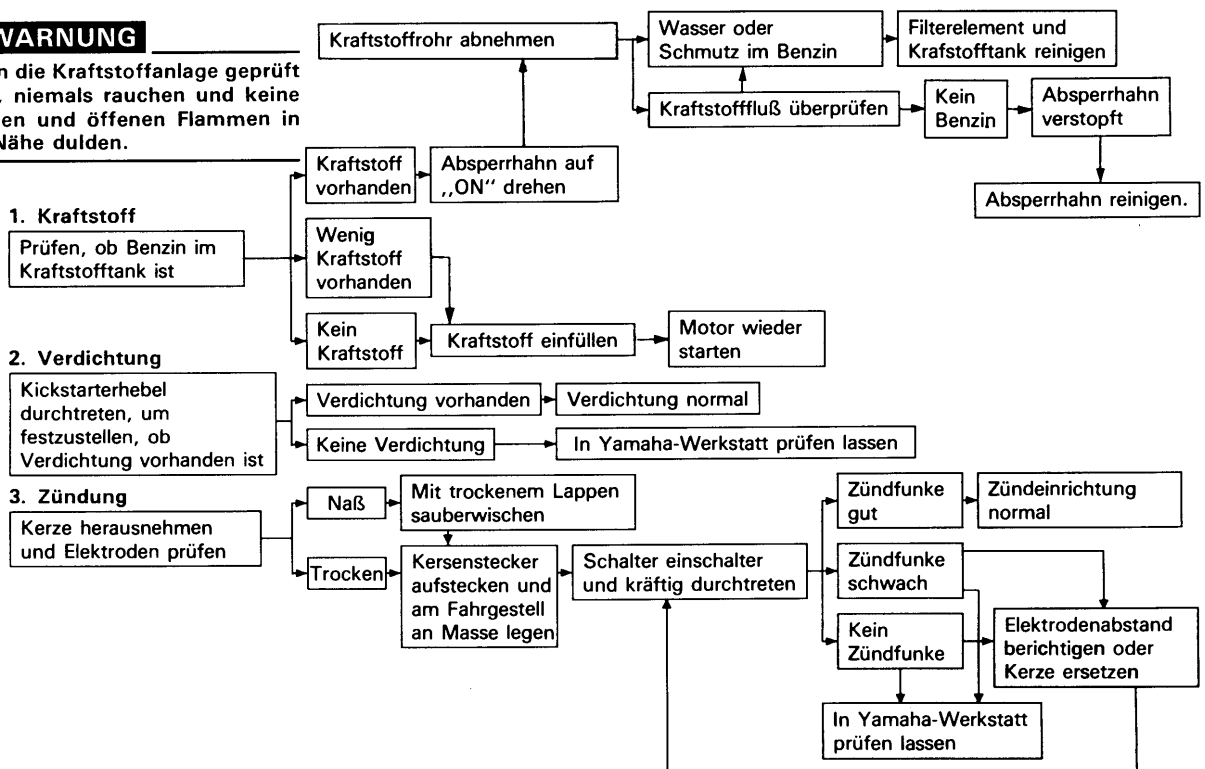 WARNUNG
n die Kraftstoffanlage geprüft
, niemals rauchen und keine
en und öffenen Flammen in
Nähe dulden.
Kraftstoffrohr abnehmen
Wasser oder
Schmutz im Benzin
Filterelement und
Krafstofftank reinigen
Kraftstofffluß überprüfen
Kein
Benzin
Absperrhahn
verstopft
Absperrhahn reinigen.
1. Kraftstoff
Prüfen, ob Benzin im
Kraftstofftank ist
Kraftstoff
vorhanden
Absperrhahn auf
,,ON‘‘ drehen
Wenig
Kraftstoff
vorhanden
Kein
Kraftstoff
Kraftstoff einfüllen
Motor wieder
starten
2. Verdichtung
Kickstarterhebel
durchtreten, um
festzustellen, ob
Verdichtung vorhanden ist
Verdichtung vorhanden
Verdichtung normal
Keine Verdichtung
In Yamaha-Werkstatt prüfen lassen
3. Zündung
Kerze herausnehmen
und Elektroden prüfen
Naß
Mit trockenem Lappen
sauberwischen
Trocken
Kersenstecker
aufstecken und
am Fahrgestell
an Masse legen
Schalter einschalter
und kräftig durchtreten
Zündfunke
gut
Zündeinrichtung
normal
Zündfunke
schwach
Kein
Zündfunke
Elektrodenabstand
berichtigen oder
Kerze ersetzen
In Yamaha-Werkstatt
prüfen lassen